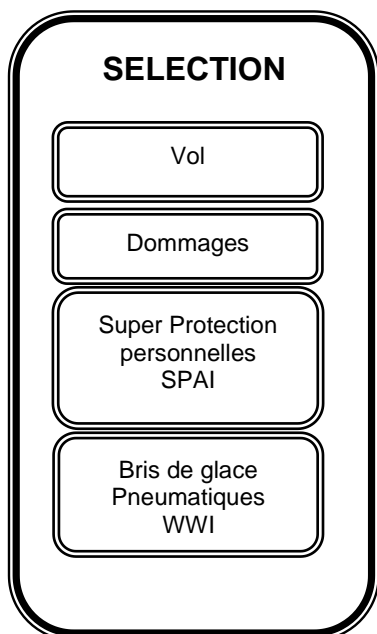 SELECTION
Vol
Dommages
Super Protection
personnelles
SPAI
Bris de glace
Pneumatiques
WWI